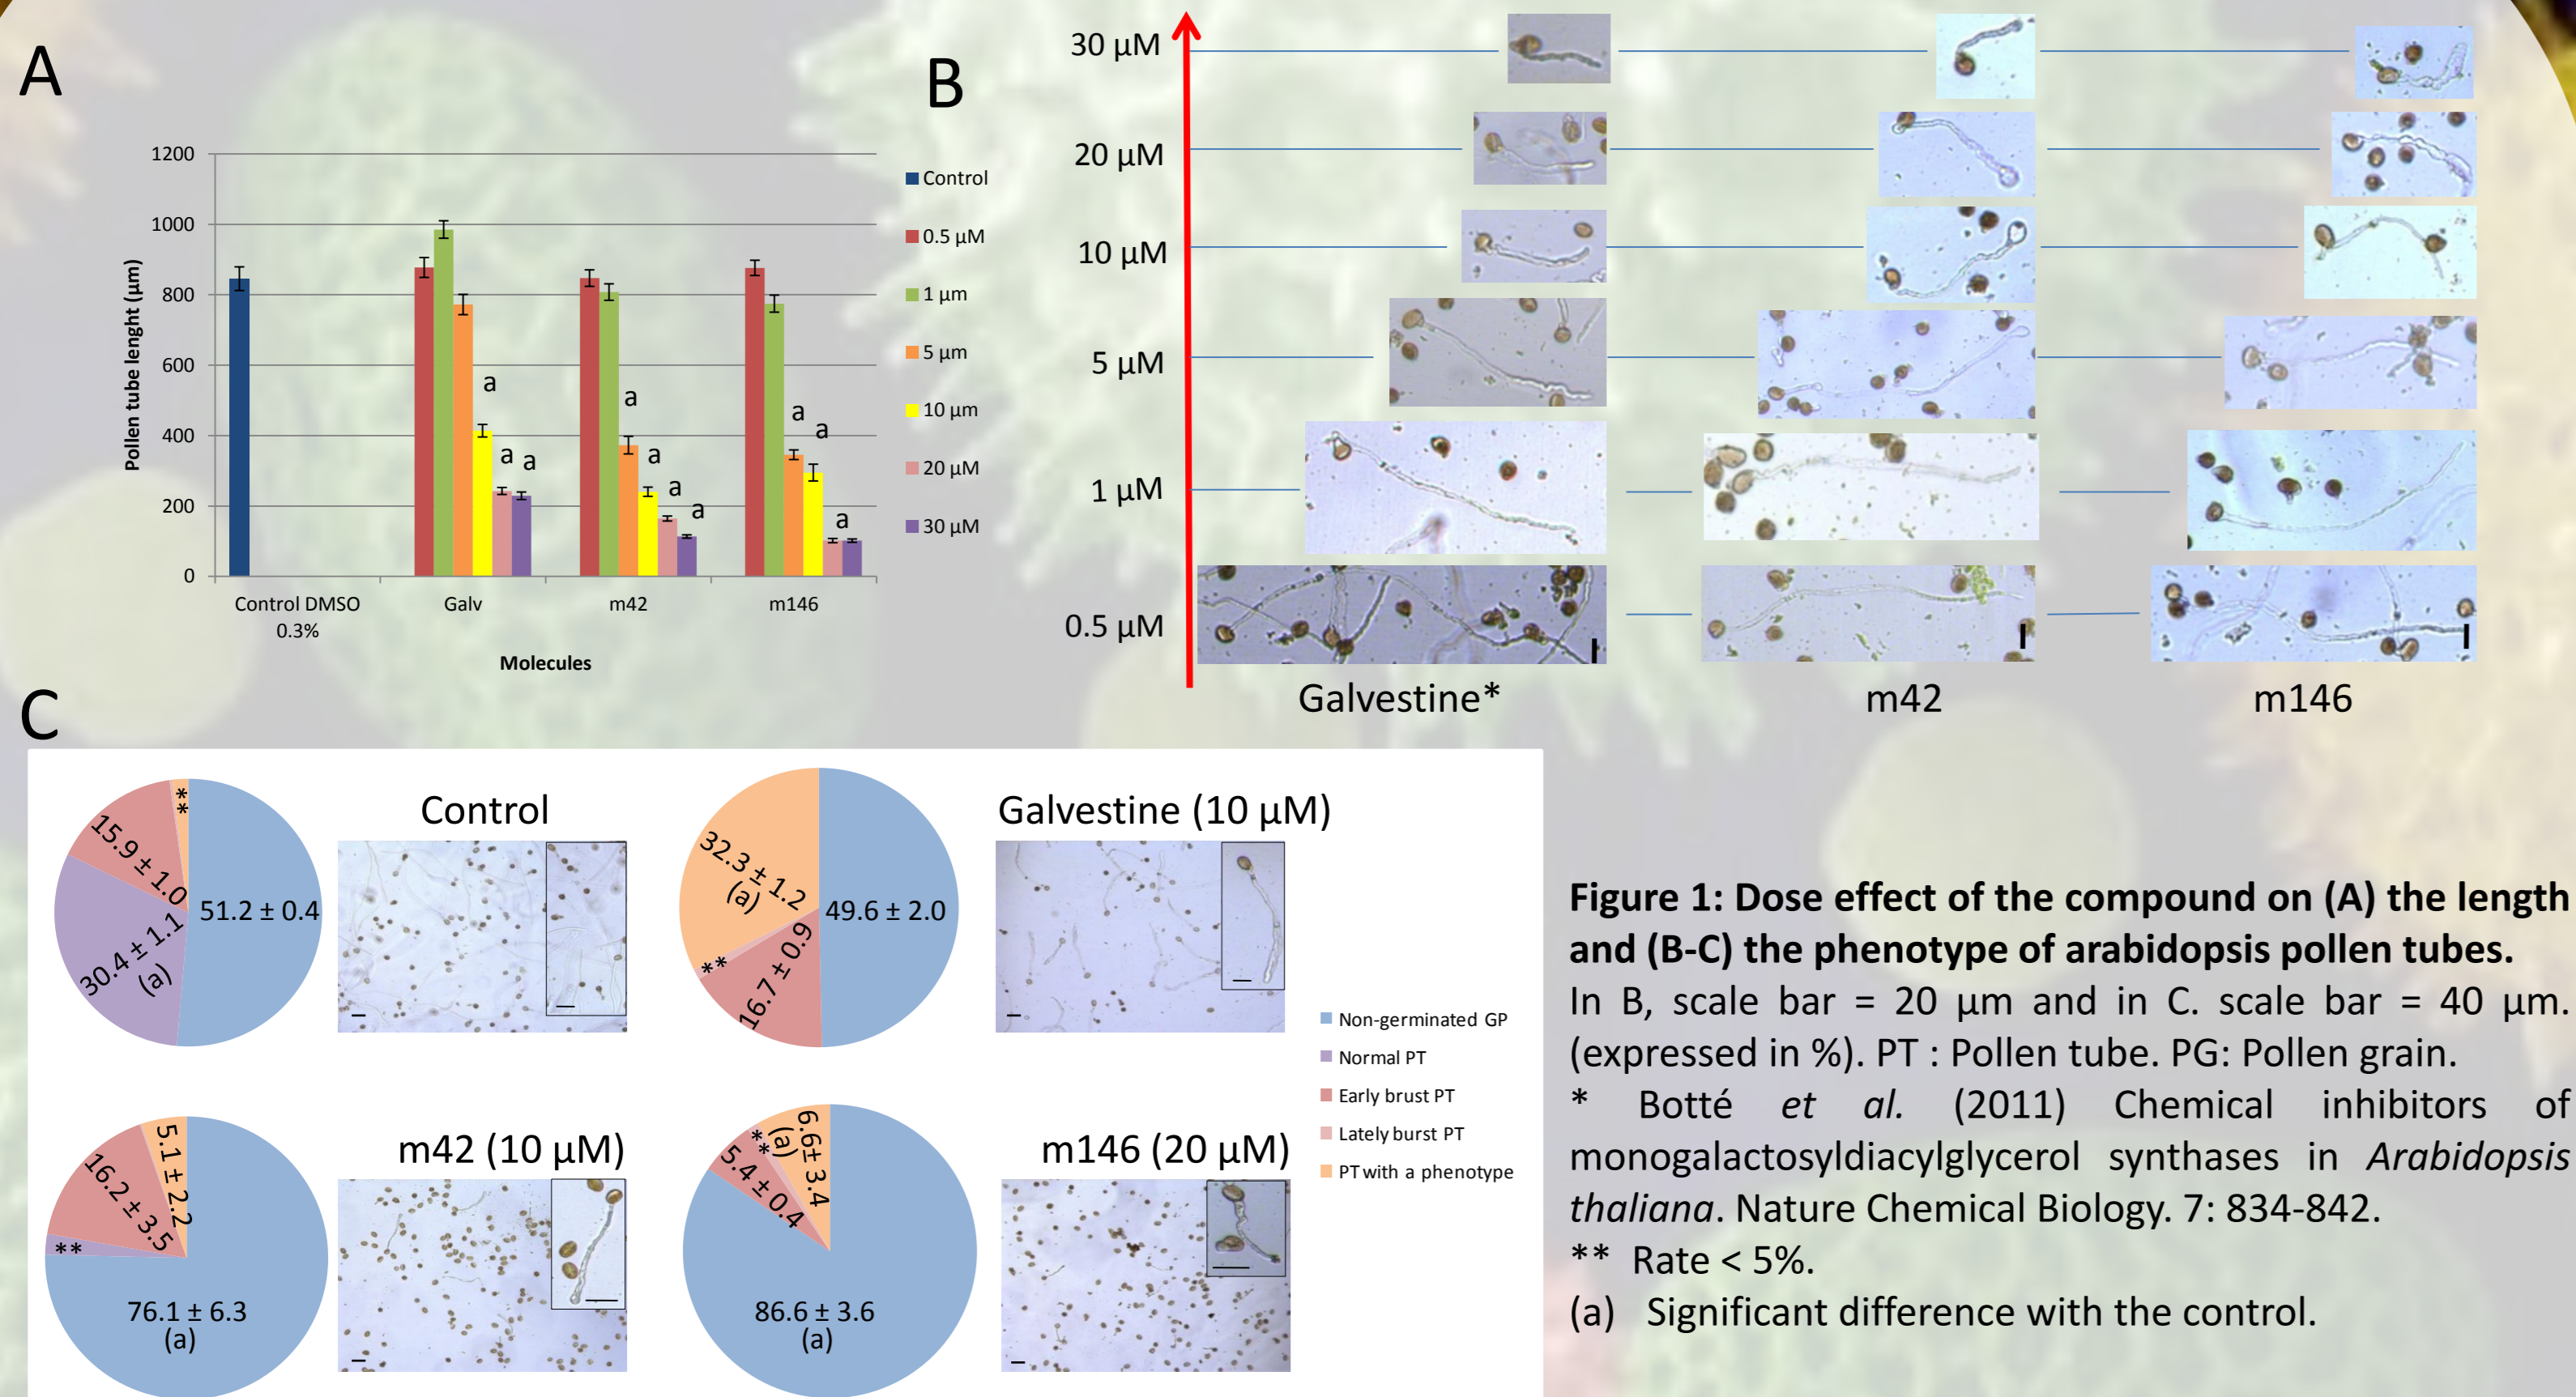 A
1200
1000
800
600
400
200
0
Pollen tube lenght (µm)
a
a a
a
a
a
a
a
a
a
Control DMSO 0.3%
Galv
m42
m146
Molecules
Control
0.5 µM
1 µm
5 µm
10 µm
20 µM
30 µM
B
30 µM
20 µM
10 µM
5 µM
1 µM
0.5 µM
Galvestine*
m42
m146
C
**
15.9 ± 1.0
30.4 ± 1.1
(a)
51.2 ± 0.4
Control
32.3 ± 1.2
(a)
**
16.7 ± 0.9
49.6 ± 2.0
Galvestine (10 µM)
5.1 ± 2.2
16.2 ± 3.5
**
76.1 ± 6.3
(a)
m42 (10 µM)
6.6± 3.4
(a)
**
5.4 ± 0.4
86.6 ± 3.6
(a)
m146 (20 µM)
Non-germinated GP
Normal PT
Early brust PT
Lately burst PT
PT with a phenotype
Figure 1: Dose effect of the compound on (A) the length
and (B-C) the phenotype of arabidopsis pollen tubes.
In B, scale bar = 20 µm and in C. scale bar = 40 µm.
(expressed in %). PT : Pollen tube. PG: Pollen grain.
* Botté et al. (2011) Chemical inhibitors of
monogalactosyldiacylglycerol synthases in Arabidopsis
thaliana. Nature Chemical Biology. 7: 834-842.
** Rate < 5%.
(a) Significant difference with the control.